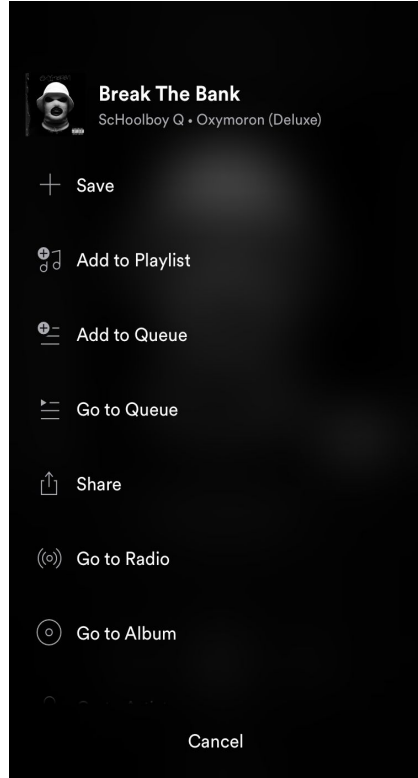 Break The Bank
ScHoolboy Q • Oxymoron (Deluxe)
Save
Add to Playlist
Add to Queue
Go to Queue
Share
Go to Radio
Go to Album
Cancel